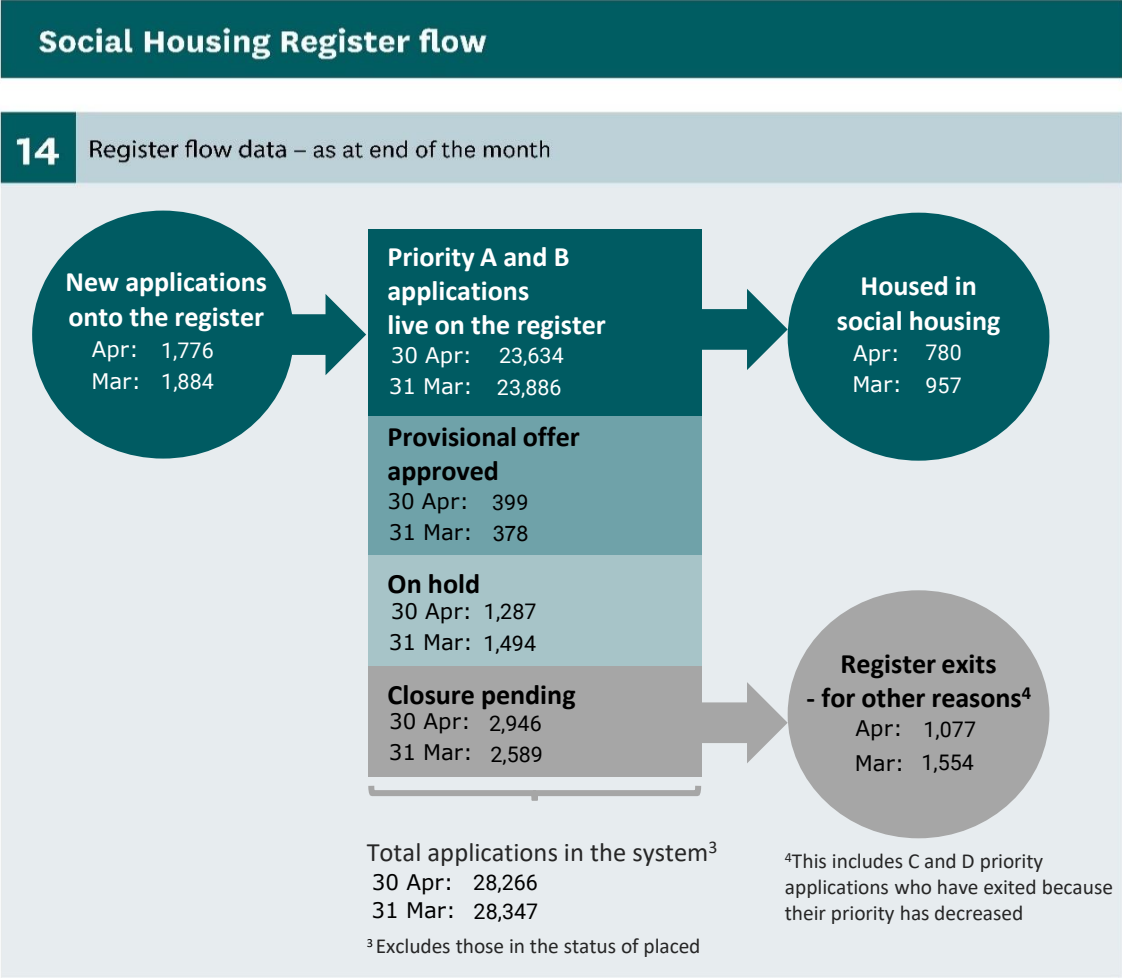 Social Housing Register flow
14 Register flow data – as at end of the month
New applications
onto the register
Apr: 1,776
Mar: 1,884
Priority A and B
applications
live on the register
30 Apr: 23,634
31 Mar: 23,886
Housed in
social housing
Apr: 780
Mar: 957
Provisional offer
approved
30 Apr: 399
31 Mar: 378
On hold
30 Apr: 1,287
31 Mar: 1,494
Closure pending
30 Apr: 2,946
31 Mar: 2,589
Register exits
- for other reasons⁴
Apr: 1,077
Mar: 1,554
Total applications in the system³
30 Apr: 28,266
31 Mar: 28,347
³ Excludes those in the status of placed
⁴This includes C and D priority
applications who have exited because
their priority has decreased